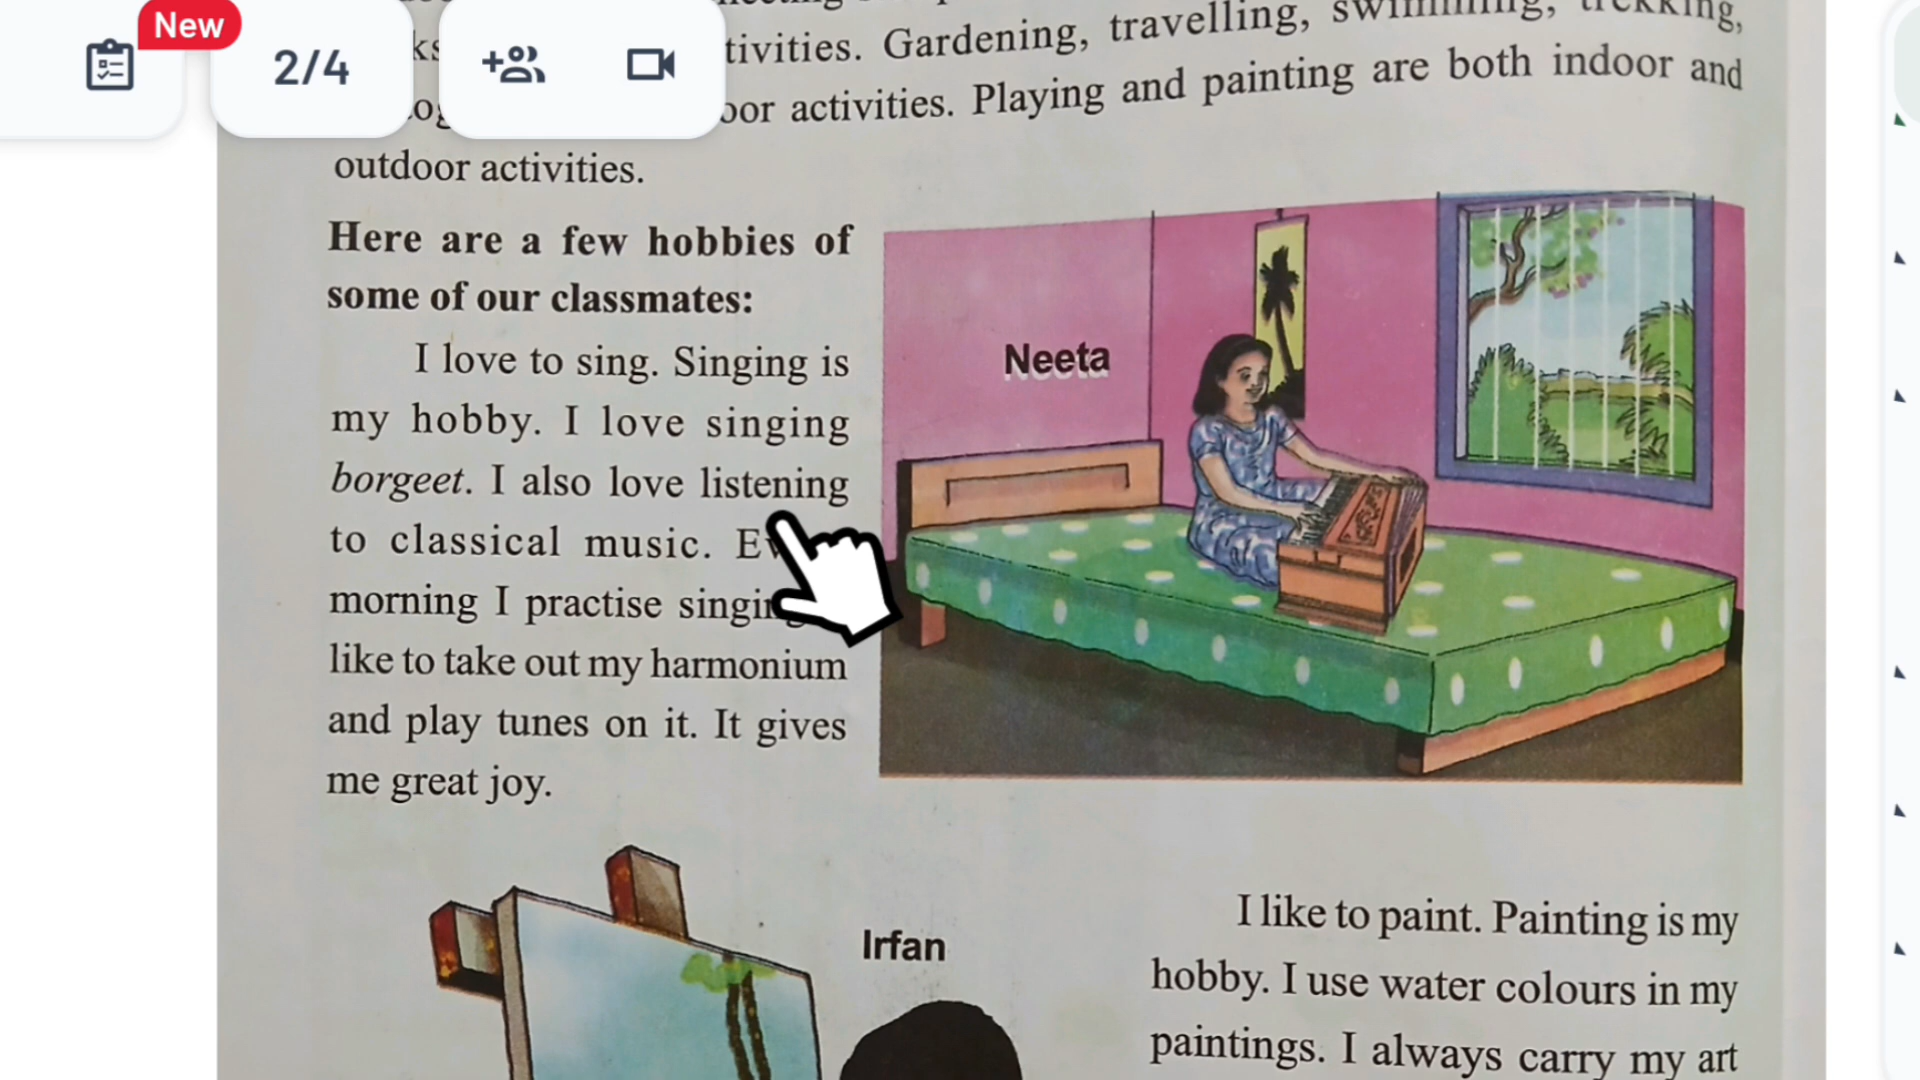 New
2/4
tivities. Gardening, travelling, swimming, trekking,
oor activities. Playing and painting are both indoor and
outdoor activities.
Here are a few hobbies of
some of our classmates:
I love to sing. Singing is
my hobby. I love singing
borgeet. I also love listening
to classical music.
morning I practise
like to take out my harmonium
and play tunes on it. It gives
me great joy.
Neeta
Irfan
I like to paint. Painting is my
hobby. I use water colours in my
paintings. I always carry my art